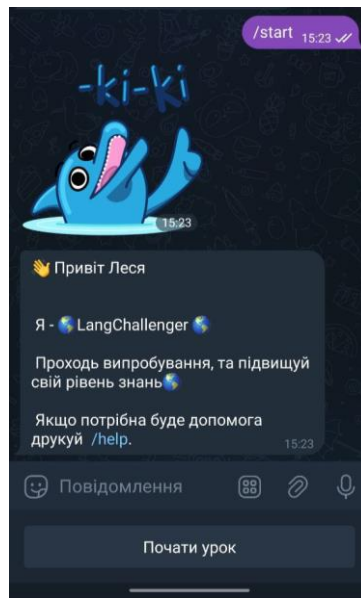 /start 15:23
-ki-ki
15:23
👋 Привіт Леся
Я - 🌎 LangChallenger 🌎
Проходь випробування, та підвищуй
свій рівень знань🌎
Якщо потрібна буде допомога
друкуй /help. 15:23
Повідомлення
Почати урок